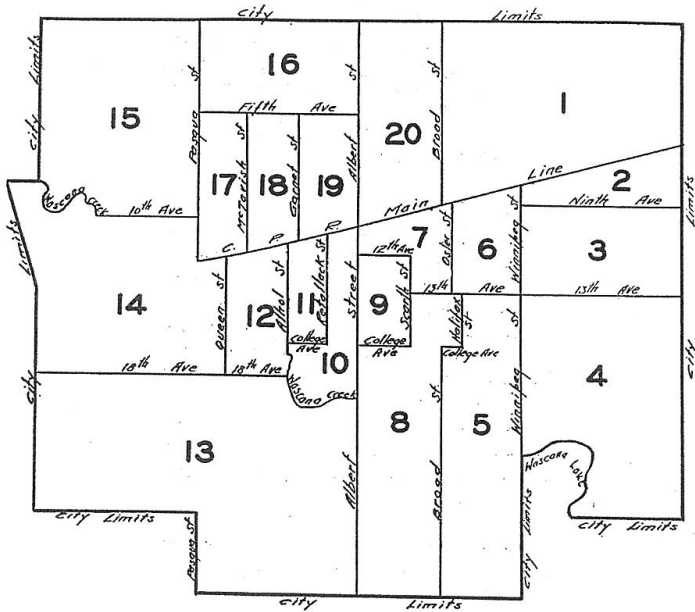 City Limits
City Limits
Pasqua St
16
15
Fifth Ave
McTavish St
Garnet St
Albert St
17
18
19
20
Broad St
1
Line
Main
C. P. R.
2
Ninth Ave
Limits
Wascana Creek
10th Ave
Limits
14
Queen St
12
Athol St
11
Retallack St
College Ave
10
Street
12th Ave
7
Osler St
6
Winnipeg St
3
9
Scarth St
13th Ave
13th Ave
College Ave
Halifax St
College Ave
18th Ave
18th Ave
Wascana Creek
City
13
Albert
8
Broad St
5
Winnipeg St
4
City
Wascana Lake
City Limits
Pasqua St
City Limits
City Limits
City Limits